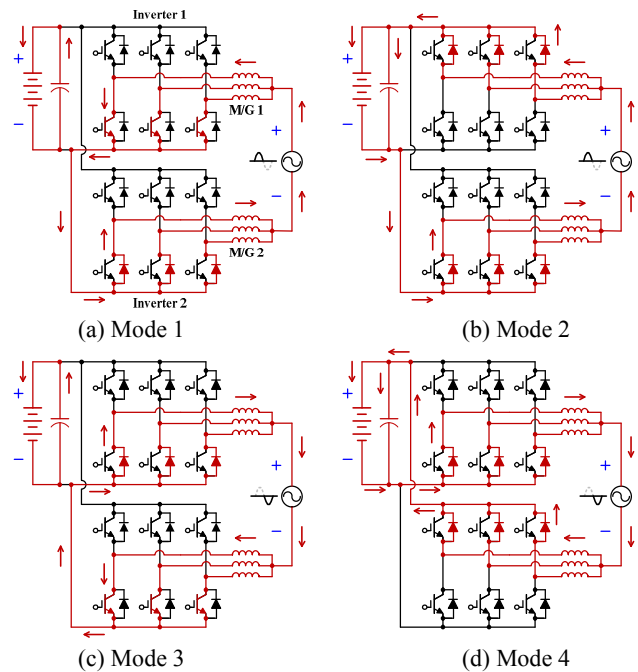 Inverter 1
+
−
M/G 1
+
−
M/G 2
Inverter 2
(a) Mode 1
+
−
+
−
(b) Mode 2
+
−
+
−
(c) Mode 3
+
−
+
−
(d) Mode 4